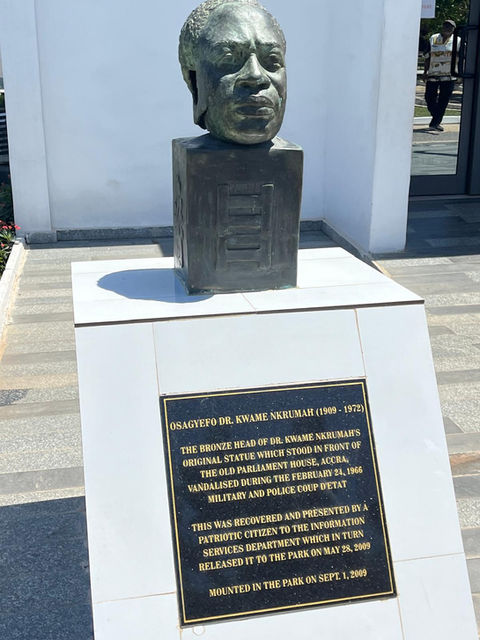 OSAGYEFO DR. KWAME NKRUMAH (1909 - 1972)
THE BRONZE HEAD OF DR. KWAME NKRUMAH'S
ORIGINAL STATUE WHICH STOOD IN FRONT OF
THE OLD PARLIAMENT HOUSE, ACCRA,
VANDALISED DURING THE FEBRUARY 24, 1966
MILITARY AND POLICE COUP D'ETAT
THIS WAS RECOVERED AND PRESENTED BY A
PATRIOTIC CITIZEN TO THE INFORMATION
SERVICES DEPARTMENT WHICH IN TURN
RELEASED IT TO THE PARK ON MAY 28, 2009
MOUNTED IN THE PARK ON SEPT. 1, 2009